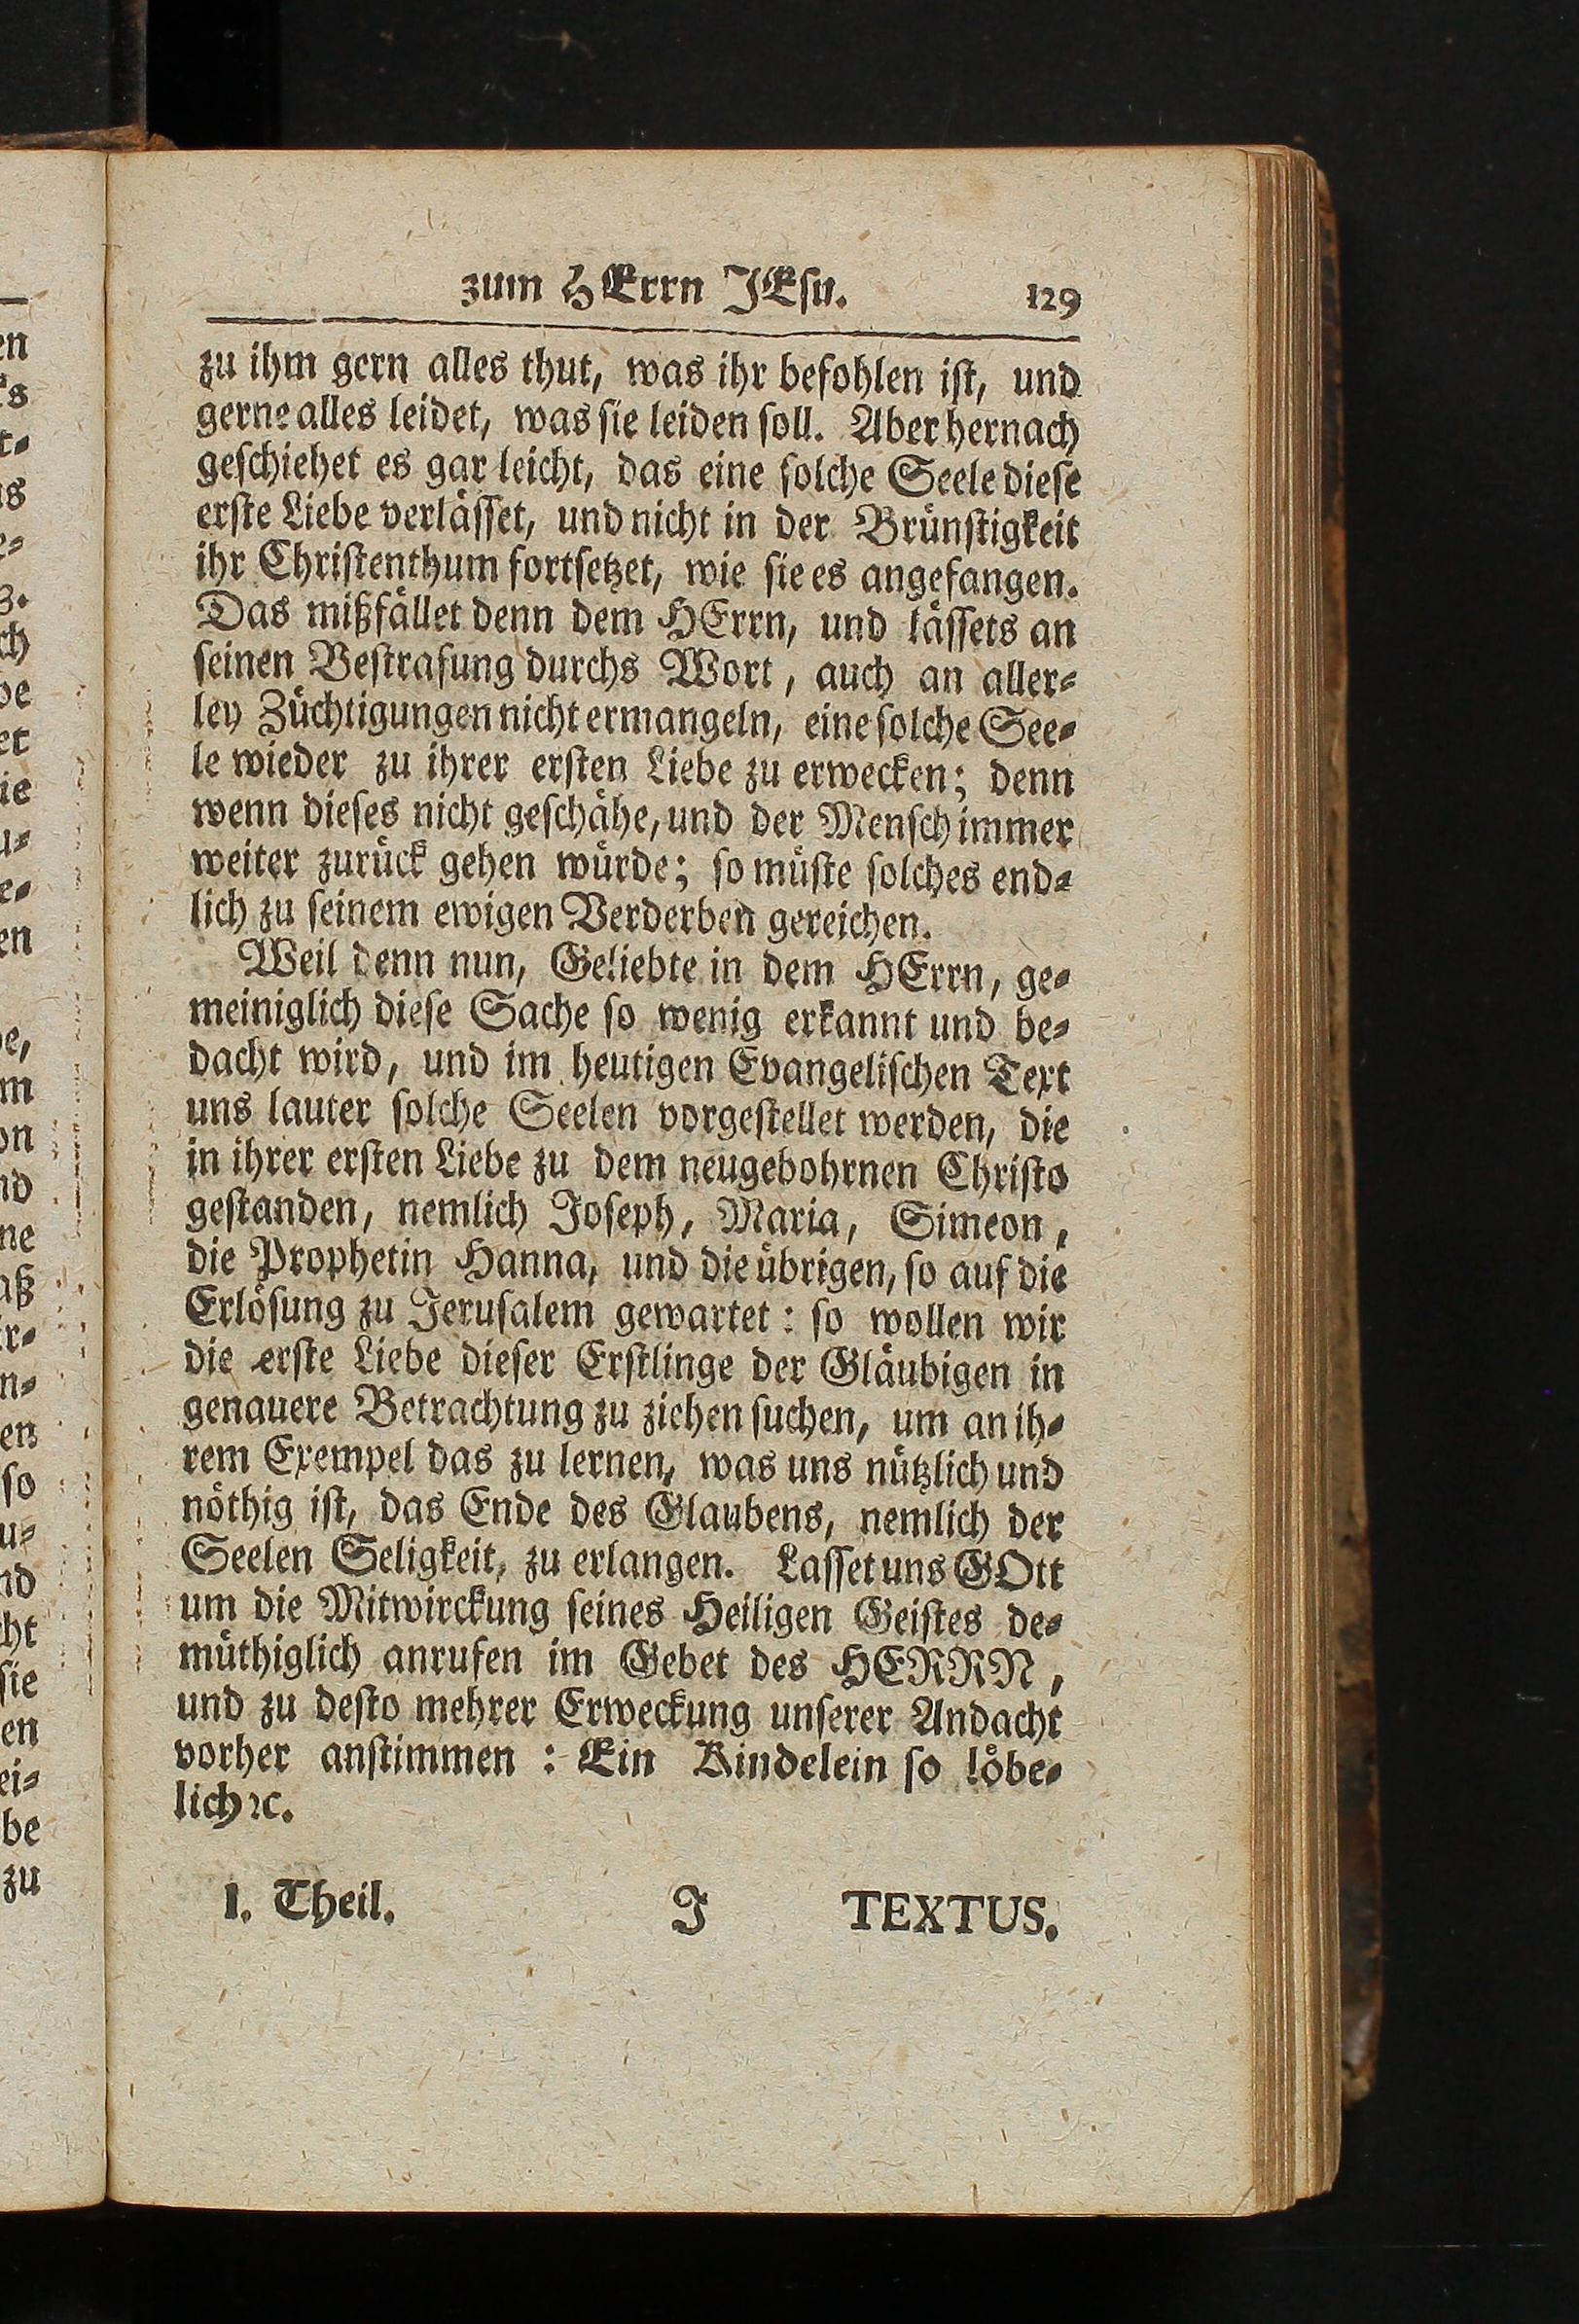 zum HErrn JEsu. 129
zu ihm gern alles thut, was ihr befohlen ist, und
gerne alles leidet, was sie leiden soll. Aber hernach
geschiehet es gar leicht, das eine solche Seele diese
erste Liebe verlässet, und nicht in der Brünstigkeit
ihr Christenthum fortsetzet, wie sie es angefangen.
Das mißfället denn dem HErrn, und lässets an
seinen Bestrafung durchs Wort, auch an aller-
ley Züchtigungen nicht ermangeln, eine solche See-
le wieder zu ihrer ersten Liebe zu erwecken; denn
wenn dieses nicht geschähe, und der Mensch immer
weiter zurück gehen würde; so müste solches end-
lich zu seinem ewigen Verderben gereichen.
Weil denn nun, Geliebte in dem HErrn, ge-
meiniglich diese Sache so wenig erkannt und be-
dacht wird, und im heutigen Evangelischen Text
uns lauter solche Seelen vorgestellet werden, die
in ihrer ersten Liebe zu dem neugebohrnen Christo
gestanden, nemlich Joseph, Maria, Simeon,
die Prophetin Hanna, und die übrigen, so auf die
Erlösung zu Jerusalem gewartet: so wollen wir
die erste Liebe dieser Erstlinge der Gläubigen in
genauere Betrachtung zu ziehen suchen, um an ih-
rem Exempel das zu lernen, was uns nützlich und
nöthig ist, das Ende des Glaubens, nemlich der
Seelen Seligkeit, zu erlangen. Lasset uns GOtt
um die Mitwirckung seines Heiligen Geistes de-
müthiglich anrufen im Gebet des HERRN,
und zu desto mehrer Erweckung unserer Andacht
vorher anstimmen: Ein Kindelein so löbe-
lich ꝛc.
I. Theil. J TEXTUS.